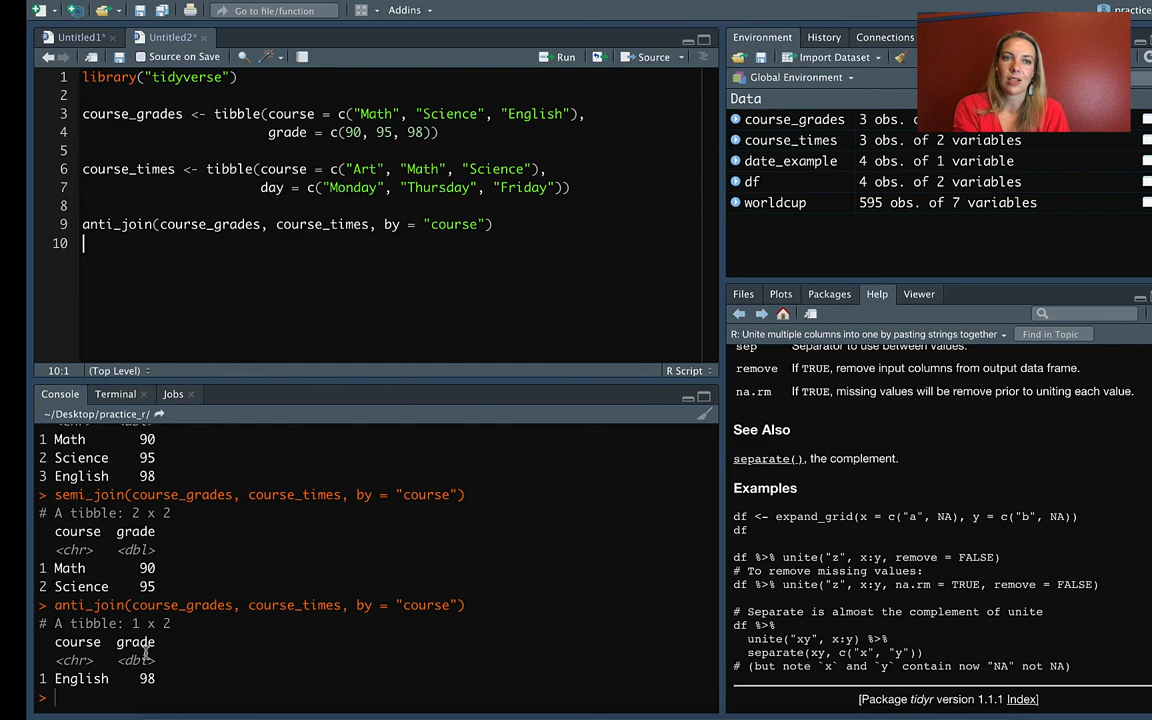 Go to file/function
Addins
practice
Untitled1*
Untitled2*
Source on Save
Run
Source
1 library("tidyverse")
2
3 course_grades <- tibble(course = c("Math", "Science", "English"),
4 grade = c(90, 95, 98))
5
6 course_times <- tibble(course = c("Art", "Math", "Science"),
7 day = c("Monday", "Thursday", "Friday"))
8
9 anti_join(course_grades, course_times, by = "course")
10
10:1 (Top Level) R Script
Console Terminal Jobs
~/Desktop/practice_r/
<chr> <dbl>
1 Math 90
2 Science 95
3 English 98
> semi_join(course_grades, course_times, by = "course")
# A tibble: 2 x 2
course grade
<chr> <dbl>
1 Math 90
2 Science 95
> anti_join(course_grades, course_times, by = "course")
# A tibble: 1 x 2
course grade
<chr> <dbl>
1 English 98
>
Environment History Connections
Import Dataset
Global Environment
Data
course_grades 3 obs. o
course_times 3 obs. of 2 variables
date_example 4 obs. of 1 variable
df 4 obs. of 2 variables
worldcup 595 obs. of 7 variables
Files Plots Packages Help Viewer
R: Unite multiple columns into one by pasting strings together Find in Topic
sep Separator to use between values.
remove If TRUE, remove input columns from output data frame.
na.rm If TRUE, missing values will be remove prior to uniting each value.
See Also
separate(), the complement.
Examples
df <- expand_grid(x = c("a", NA), y = c("b", NA))
df
df %>% unite("z", x:y, remove = FALSE)
# To remove missing values:
df %>% unite("z", x:y, na.rm = TRUE, remove = FALSE)
# Separate is almost the complement of unite
df %>%
unite("xy", x:y) %>%
separate(xy, c("x", "y"))
# (but note `x` and `y` contain now "NA" not NA)
[Package tidyr version 1.1.1 Index]